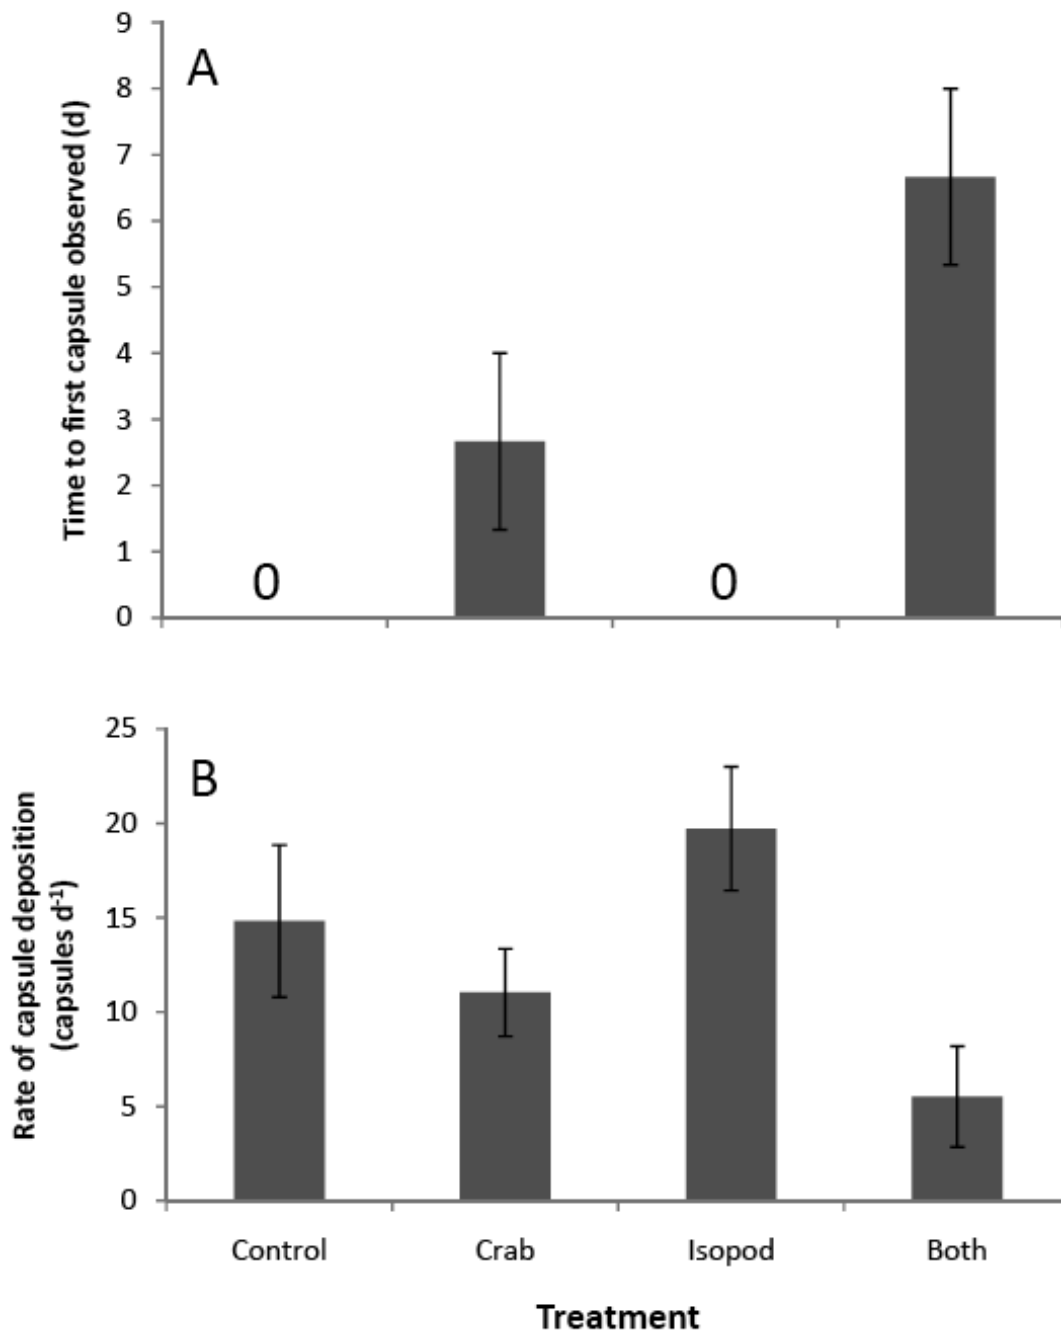 A
Time to first capsule observed (d)
9
8
7
6
5
4
3
2
1
0
0
0
B
Rate of capsule deposition
(capsules d⁻¹)
25
20
15
10
5
0
Control
Crab
Isopod
Both
Treatment